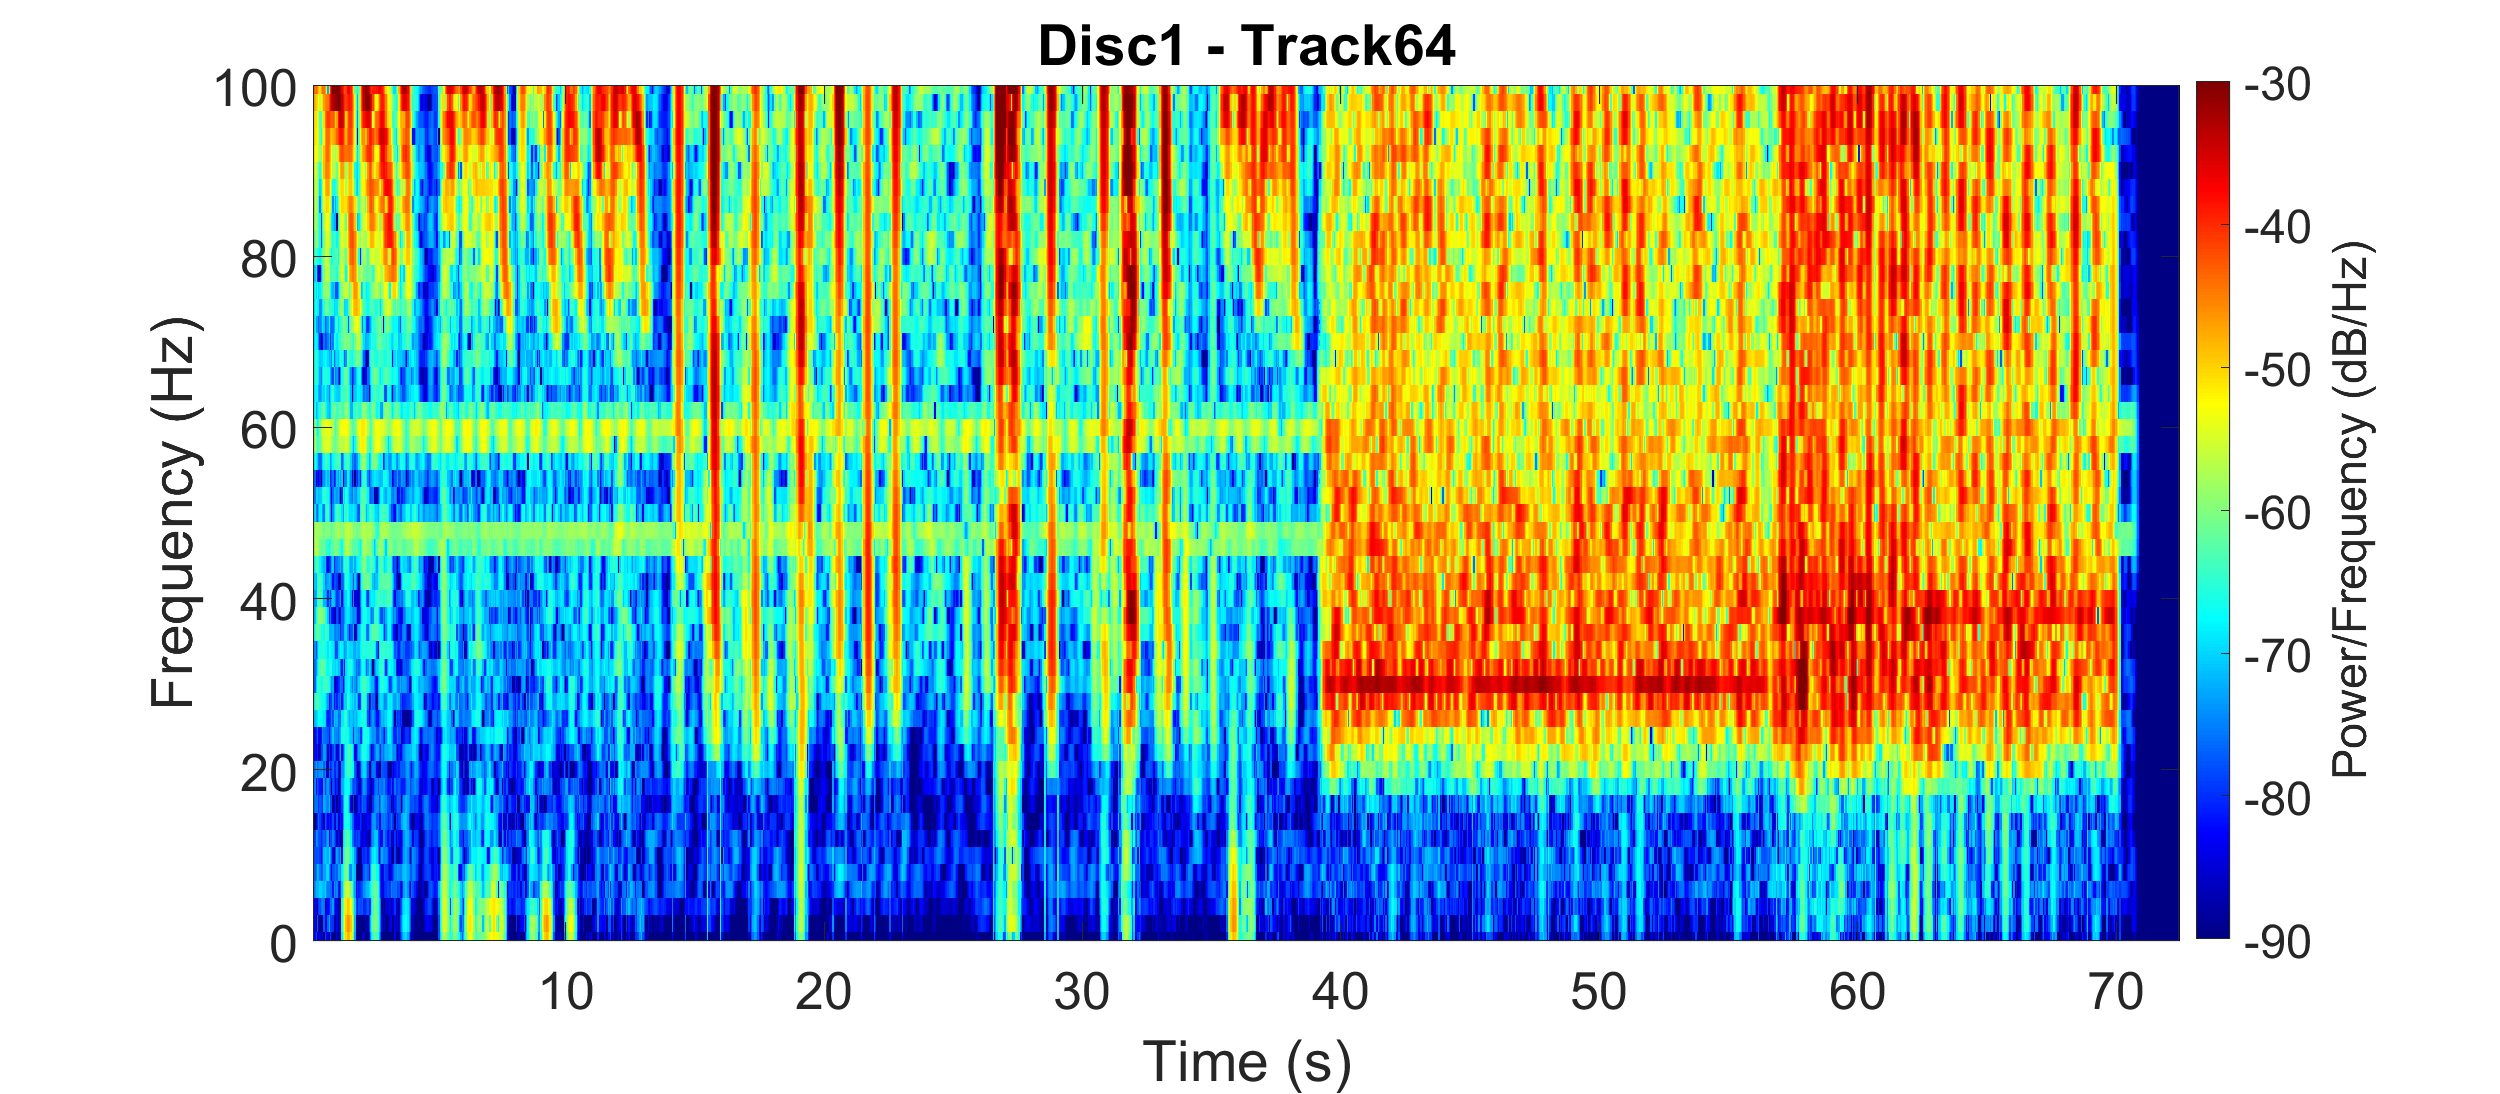 Disc1 - Track64
100
80
60
40
20
0
Frequency (Hz)
10 20 30 40 50 60 70
Time (s)
-30
-40
-50
-60
-70
-80
-90
Power/Frequency (dB/Hz)